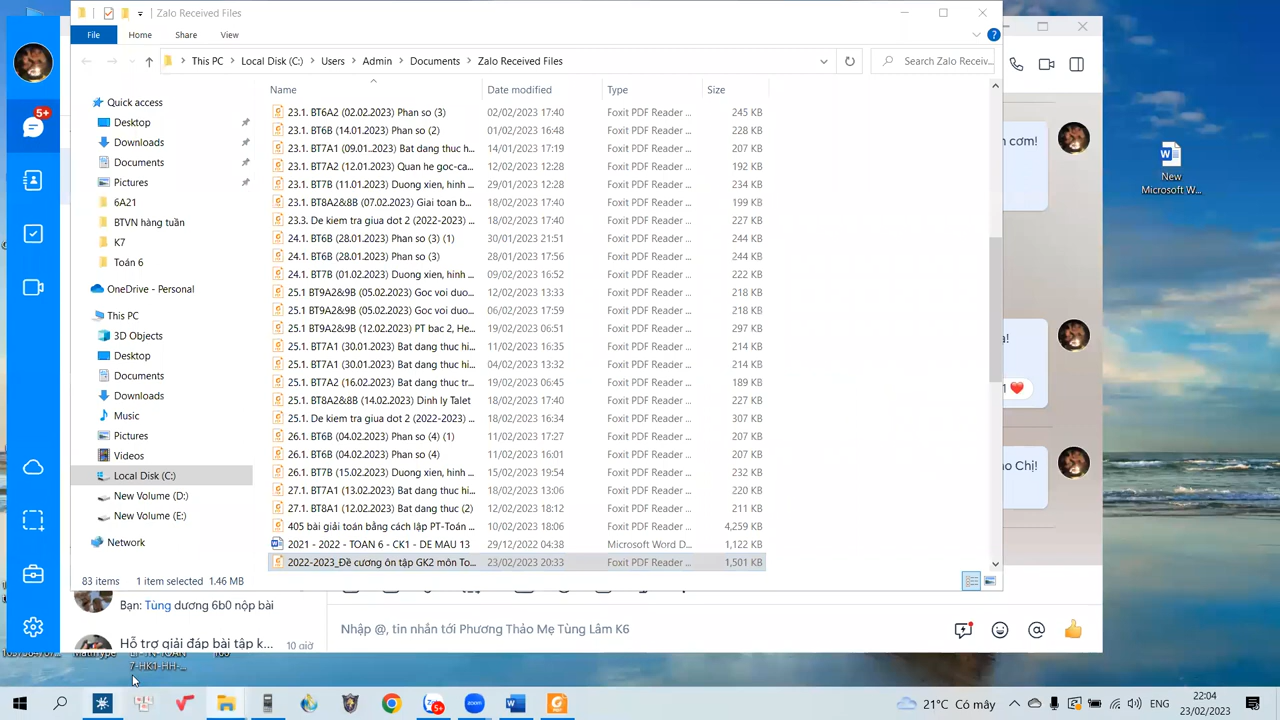 Zalo Received Files
File Home Share View
This PC > Local Disk (C:) > Users > Admin > Documents > Zalo Received Files
Search Zalo Receiv...
Name Date modified Type Size
Quick access
Desktop
Downloads
Documents
Pictures
6A21
BTVN hàng tuần
K7
Toán 6
OneDrive - Personal
This PC
3D Objects
Desktop
Documents
Downloads
Music
Pictures
Videos
Local Disk (C:)
New Volume (D:)
New Volume (E:)
Network
23.1. BT6A2 (02.02.2023) Phan so (3) 02/02/2023 17:40 Foxit PDF Reader ... 245 KB
23.1. BT6B (14.01.2023) Phan so (2) 01/02/2023 16:48 Foxit PDF Reader ... 228 KB
23.1. BT7A1 (09.01.2023) Bat dang thuc h... 14/01/2023 17:19 Foxit PDF Reader ... 207 KB
23.1. BT7A2 (12.01.2023) Quan he goc-ca... 12/02/2023 12:28 Foxit PDF Reader ... 192 KB
23.1. BT7B (11.01.2023) Duong xien, hinh ... 29/01/2023 12:28 Foxit PDF Reader ... 234 KB
23.1. BT8A2&8B (07.02.2023) Giai toan b... 18/02/2023 17:40 Foxit PDF Reader ... 199 KB
23.3. De kiem tra giua dot 2 (2022-2023) ... 18/02/2023 17:40 Foxit PDF Reader ... 227 KB
24.1. BT6B (28.01.2023) Phan so (3) (1) 30/01/2023 21:51 Foxit PDF Reader ... 244 KB
24.1. BT6B (28.01.2023) Phan so (3) 28/01/2023 17:56 Foxit PDF Reader ... 244 KB
24.1. BT7B (01.02.2023) Duong xien, hinh ... 09/02/2023 16:52 Foxit PDF Reader ... 222 KB
25.1 BT9A2&9B (05.02.2023) Goc voi duo... 12/02/2023 13:33 Foxit PDF Reader ... 218 KB
25.1 BT9A2&9B (05.02.2023) Goc voi duo... 06/02/2023 17:59 Foxit PDF Reader ... 218 KB
25.1 BT9A2&9B (12.02.2023) PT bac 2, He... 19/02/2023 06:51 Foxit PDF Reader ... 297 KB
25.1. BT7A1 (30.01.2023) Bat dang thuc hi... 11/02/2023 16:35 Foxit PDF Reader ... 214 KB
25.1. BT7A1 (30.01.2023) Bat dang thuc hi... 04/02/2023 13:32 Foxit PDF Reader ... 214 KB
25.1. BT7A2 (16.02.2023) Bat dang thuc tr... 19/02/2023 06:45 Foxit PDF Reader ... 189 KB
25.1. BT8A2&8B (14.02.2023) Dinh ly Talet 18/02/2023 17:40 Foxit PDF Reader ... 227 KB
25.1. De kiem tra giua dot 2 (2022-2023) ... 18/02/2023 16:34 Foxit PDF Reader ... 307 KB
26.1. BT6B (04.02.2023) Phan so (4) (1) 11/02/2023 17:27 Foxit PDF Reader ... 207 KB
26.1. BT6B (04.02.2023) Phan so (4) 11/02/2023 16:01 Foxit PDF Reader ... 207 KB
26.1. BT7B (15.02.2023) Duong xien, hinh ... 15/02/2023 19:54 Foxit PDF Reader ... 232 KB
27.1. BT7A1 (13.02.2023) Bat dang thuc hi... 18/02/2023 13:06 Foxit PDF Reader ... 220 KB
27.1. BT8A1 (12.02.2023) Bat dang thuc (2) 12/02/2023 18:12 Foxit PDF Reader ... 211 KB
405 bài giải toán bằng cách lập PT-Toán ... 10/02/2023 18:06 Foxit PDF Reader ... 4,259 KB
2021 - 2022 - TOAN 6 - CK1 - DE MAU 13 29/12/2022 04:38 Microsoft Word D... 1,122 KB
2022-2023_Đề cương ôn tập GK2 môn To... 23/02/2023 20:33 Foxit PDF Reader ... 1,501 KB
83 items 1 item selected 1.46 MB
5+
n cơm!
a!
o Chị!
New
Microsoft W...
Bạn: Tùng dương 6b0 nộp bài
Hỗ trợ giải đáp bài tập k... 10 giờ
Nhập @, tin nhắn tới Phương Thảo Mẹ Tùng Lâm K6
MathType
7-HK1-HH-...
5+
zoom
21°C Có mây
ENG
22:04
23/02/2023